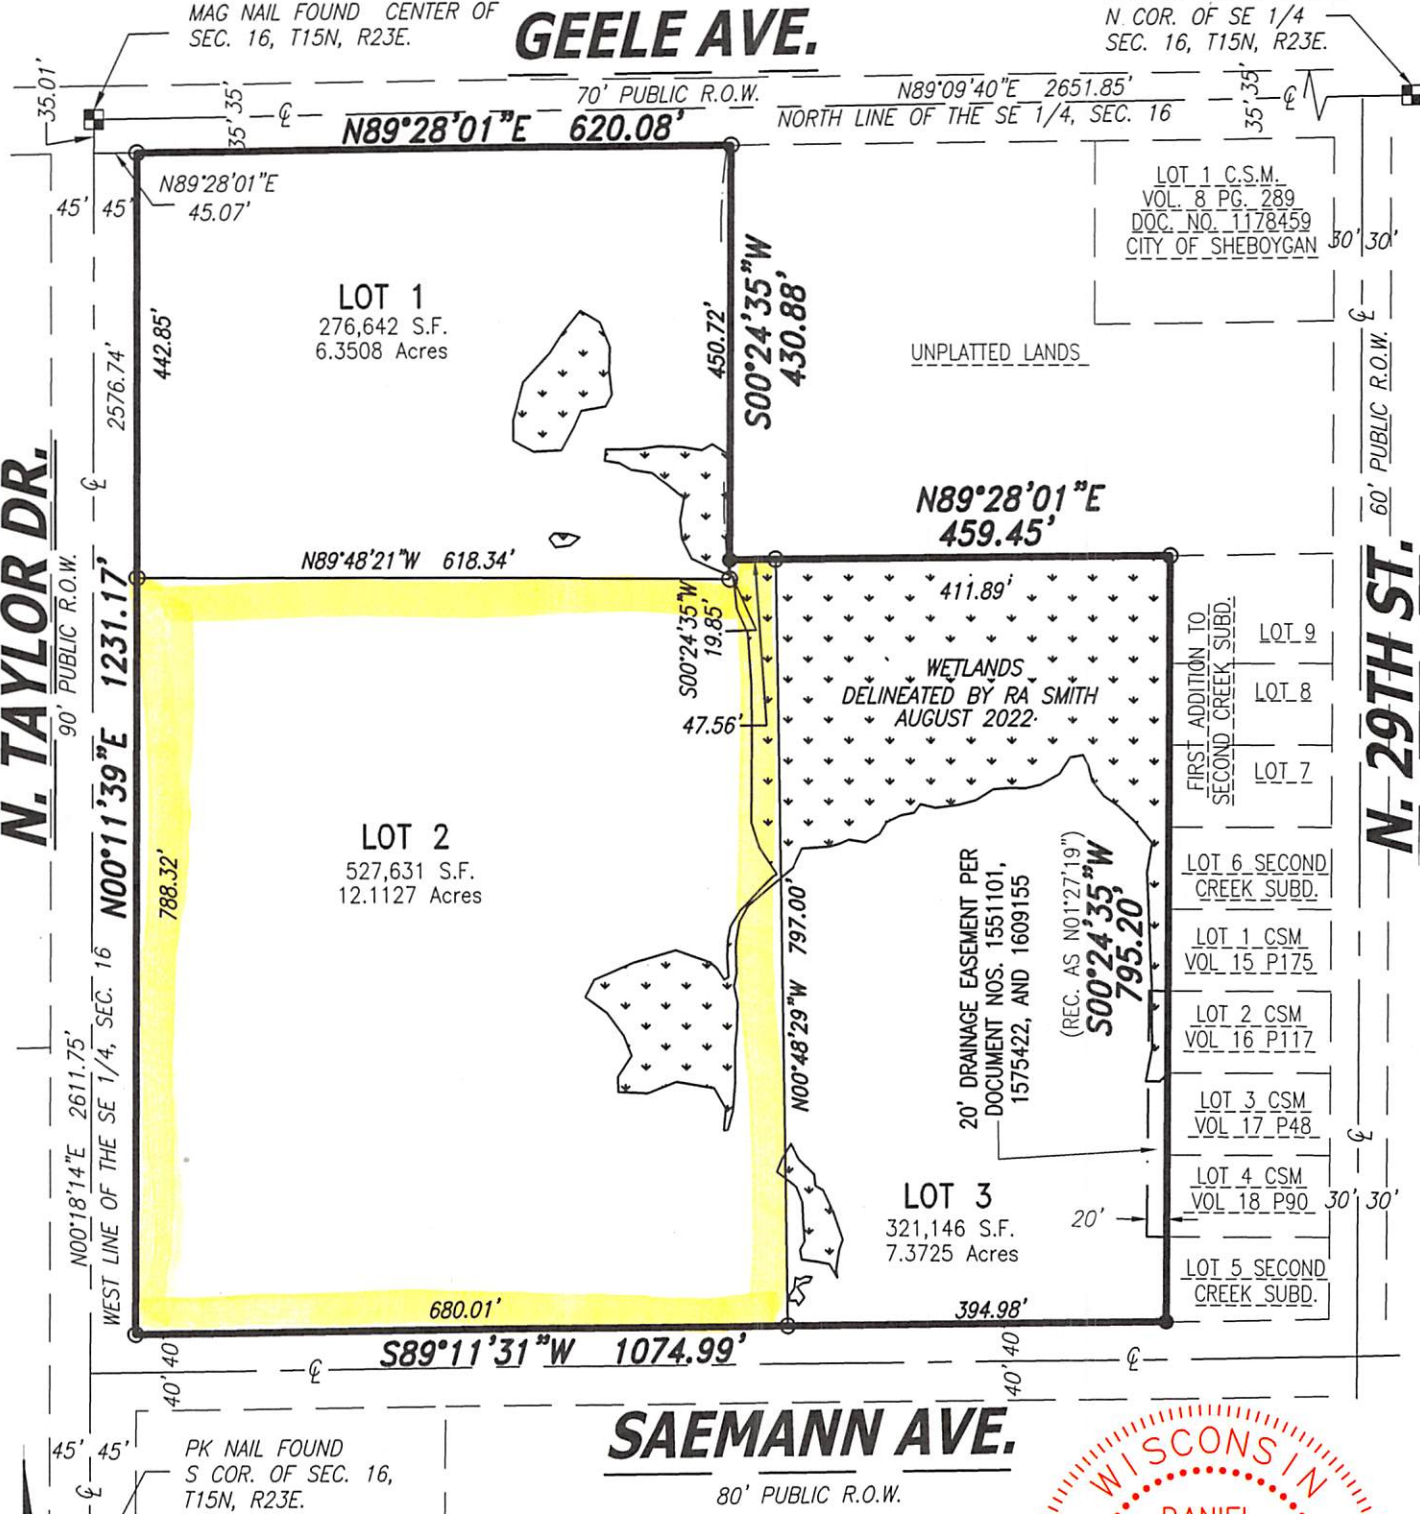 MAG NAIL FOUND CENTER OF
SEC. 16, T15N, R23E.
GEELE AVE.
N COR. OF SE 1/4
SEC. 16, T15N, R23E.
35.01'
35' 35'
℄
70' PUBLIC R.O.W.
N89°09'40"E 2651.85'
NORTH LINE OF THE SE 1/4, SEC. 16
35' 35'
℄
N89°28'01"E 620.08'
N89°28'01"E
45.07'
45' 45'
LOT 1 C.S.M.
VOL. 8 PG. 289
DOC. NO. 1178459
CITY OF SHEBOYGAN
30' 30'
LOT 1
276,642 S.F.
6.3508 Acres
442.85'
2576.74'
450.72'
S00°24'35"W
430.88'
UNPLATTED LANDS
℄
60' PUBLIC R.O.W.
N. TAYLOR DR.
90' PUBLIC R.O.W.
℄
N00°11'39"E 1231.17'
N89°48'21"W 618.34'
N89°28'01"E
459.45'
411.89'
S00°24'35"W
19.85'
47.56'
WETLANDS
DELINEATED BY RA SMITH
AUGUST 2022
FIRST ADDITION TO
SECOND CREEK SUBD.
LOT 9
LOT 8
LOT 7
N. 29TH ST.
LOT 2
527,631 S.F.
12.1127 Acres
788.32'
N00°48'29"W 797.00'
20' DRAINAGE EASEMENT PER
DOCUMENT NOS. 1551101,
1575422, AND 1609155
(REC. AS N01°27'19")
S00°24'35"W
795.20'
LOT 6 SECOND
CREEK SUBD.
LOT 1 CSM
VOL 15 P175
LOT 2 CSM
VOL 16 P117
LOT 3 CSM
VOL 17 P48
LOT 4 CSM
VOL 18 P90
30' 30'
℄
LOT 5 SECOND
CREEK SUBD.
N00°18'14"E 2611.75'
WEST LINE OF THE SE 1/4, SEC. 16
LOT 3
321,146 S.F.
7.3725 Acres
20'
680.01'
394.98'
S89°11'31"W 1074.99'
40' 40'
℄
40' 40'
℄
SAEMANN AVE.
80' PUBLIC R.O.W.
45' 45'
℄
PK NAIL FOUND
S COR. OF SEC. 16,
T15N, R23E.
WISCONSIN
DANIEL